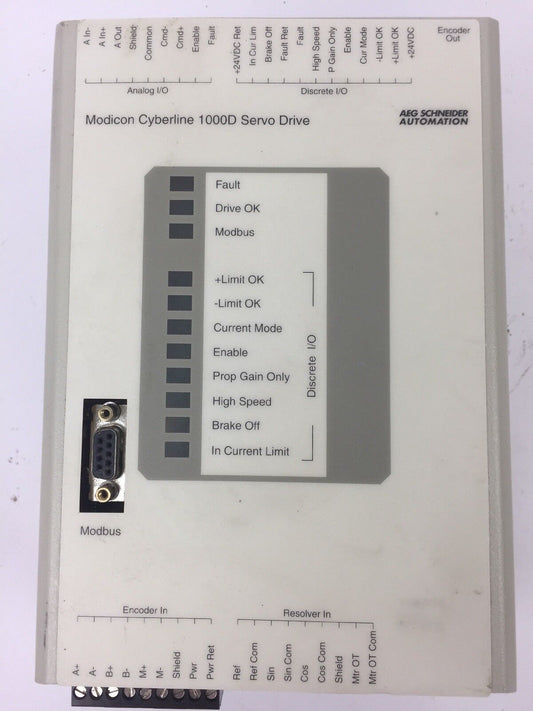 A In-
A In+
A Out
Shield
Common
Cmd-
Cmd+
Enable
Fault
+24VDC Ret
In Cur Lim
Brake Off
Fault Ret
Fault
High Speed
P Gain Only
Enable
Cur Mode
-Limit OK
+Limit OK
+24VDC
Encoder
Out
Analog I/O
Discrete I/O
Modicon Cyberline 1000D Servo Drive
AEG SCHNEIDER
AUTOMATION
Fault
Drive OK
Modbus
+Limit OK
-Limit OK
Current Mode
Enable
Prop Gain Only
High Speed
Brake Off
In Current Limit
Discrete I/O
Modbus
Encoder In
Resolver In
A+
A-
B+
B-
M+
M-
Shield
Pwr
Pwr Ret
Ref
Ref Com
Sin
Sin Com
Cos
Cos Com
Shield
Mtr OT
Mtr OT Com